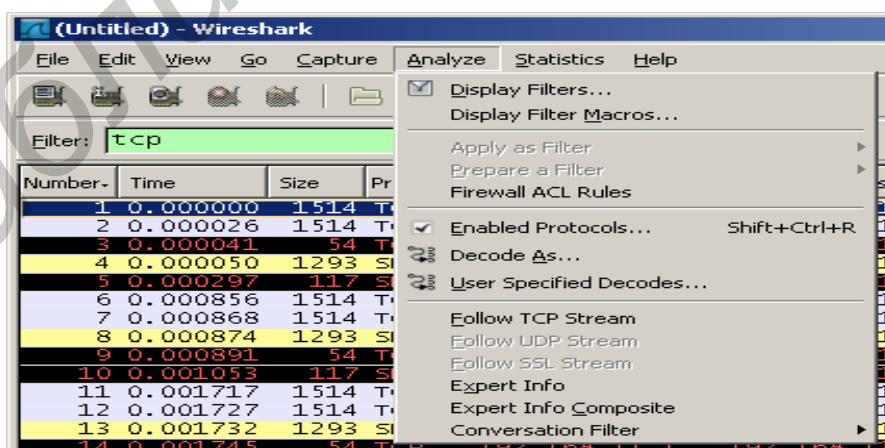 (Untitled) - Wireshark
File Edit View Go Capture Analyze Statistics Help
Filter: tcp
Display Filters...
Display Filter Macros...
Apply as Filter
Prepare a Filter
Firewall ACL Rules
Enabled Protocols... Shift+Ctrl+R
Decode As...
User Specified Decodes...
Follow TCP Stream
Follow UDP Stream
Follow SSL Stream
Expert Info
Expert Info Composite
Conversation Filter
Number Time Size
1 0.000000 1514
2 0.000026 1514
3 0.000041 54
4 0.000050 1293
5 0.000297 117
6 0.000856 1514
7 0.000868 1514
8 0.000874 1293
9 0.000891 54
10 0.001053 117
11 0.001717 1514
12 0.001727 1514
13 0.001732 1293
14 0.001745 54